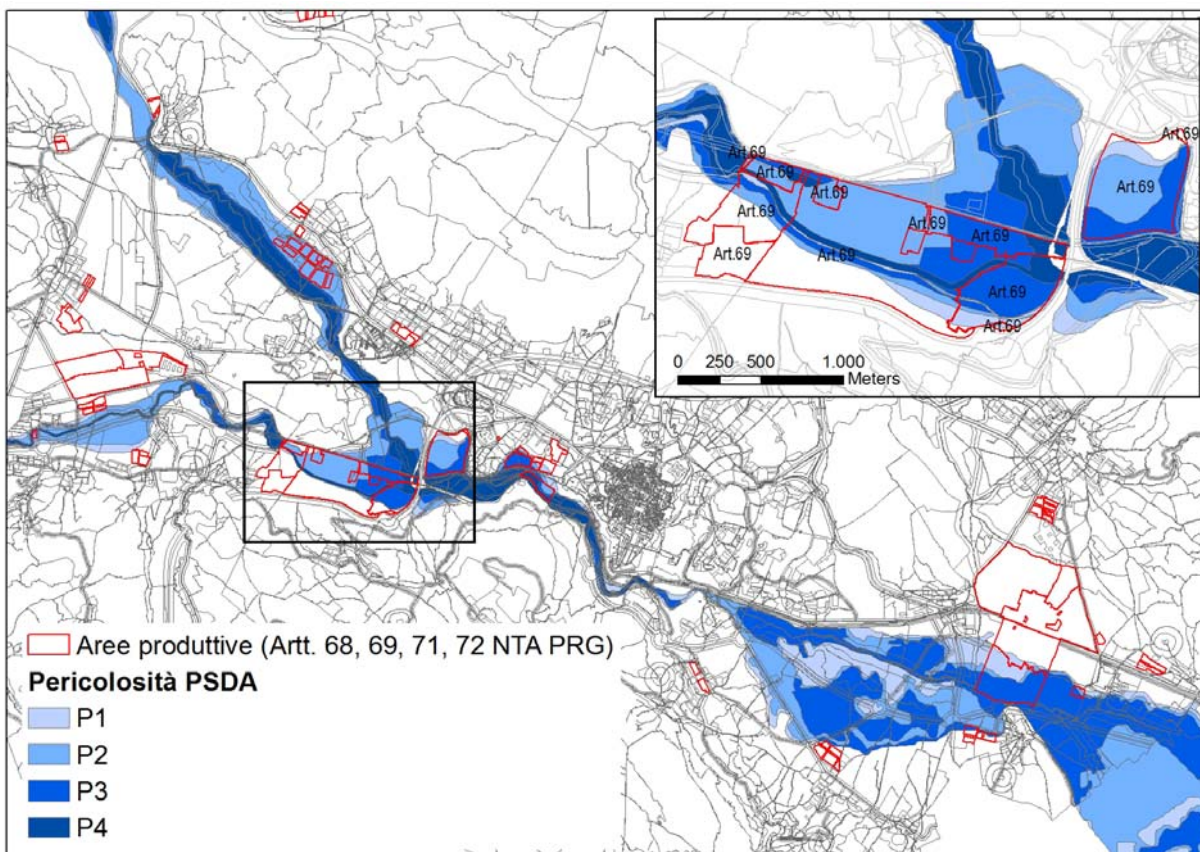 Art.69
Art.69
Art.69
Art.69
Art.69
Art.69
Art.69
Art.69
Art.69
Art.69
Art.69
0 250 500 1.000
Meters
Aree produttive (Artt. 68, 69, 71, 72 NTA PRG)
Pericolosità PSDA
P1
P2
P3
P4